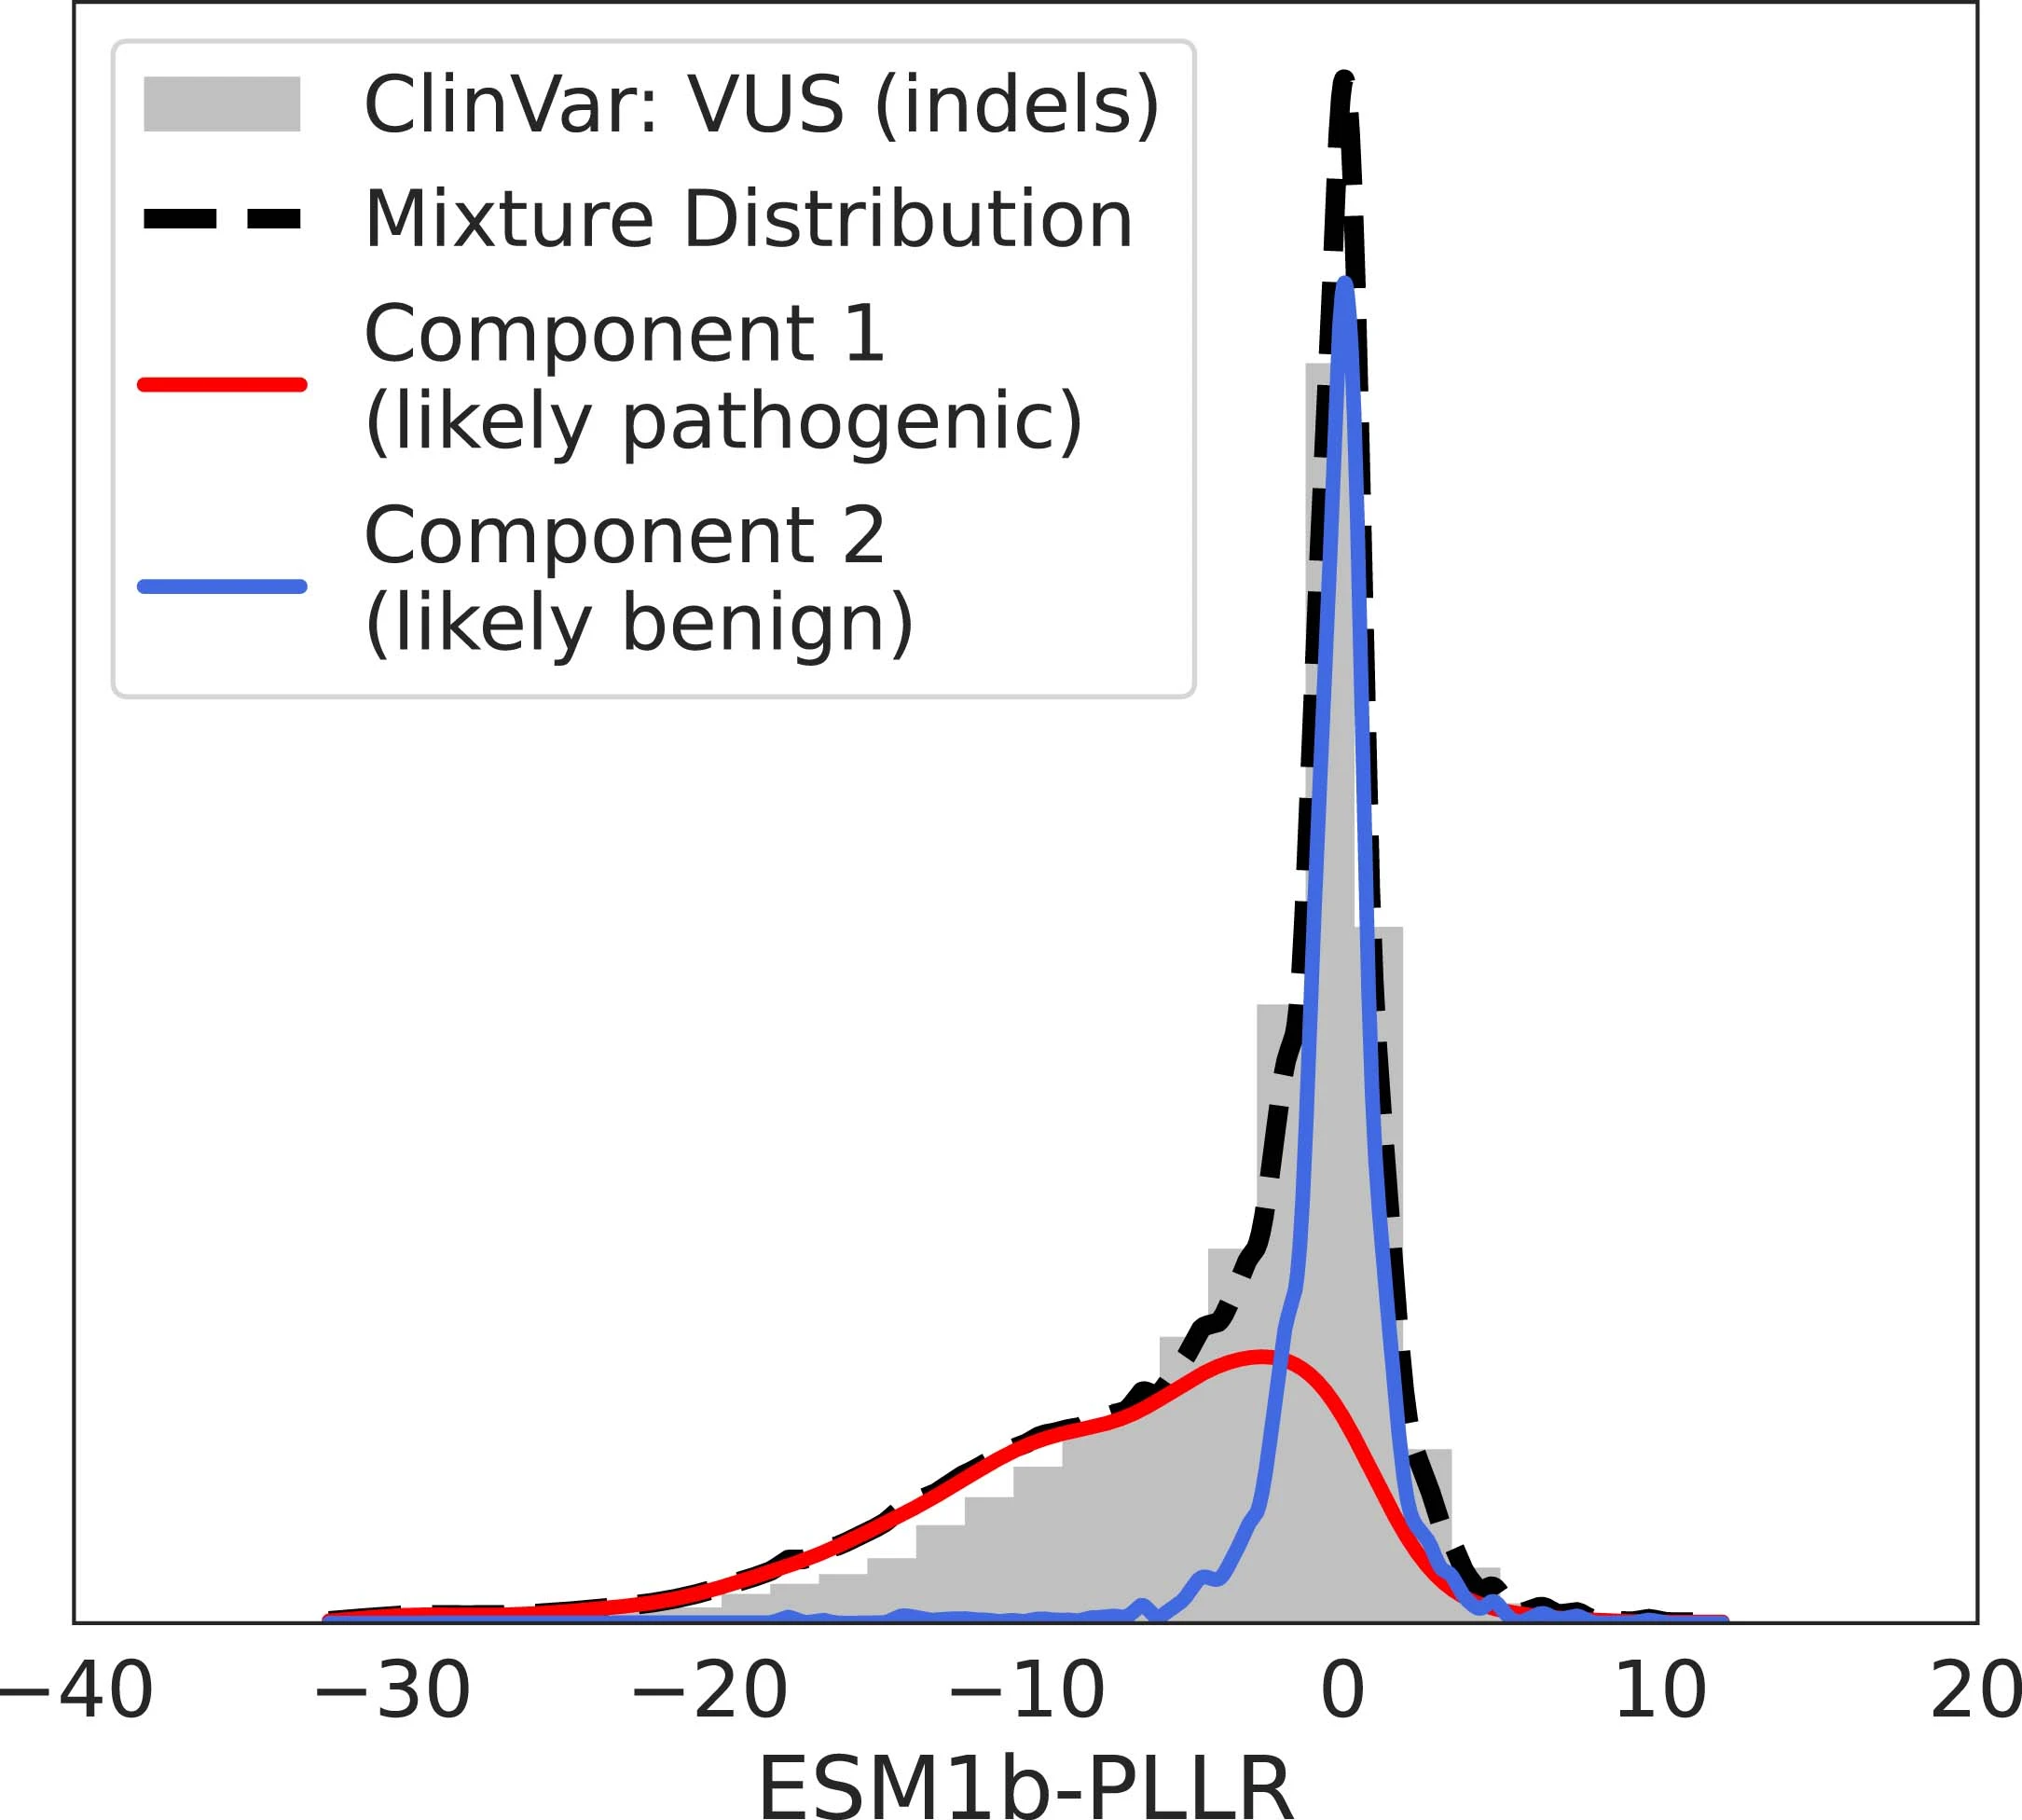 ClinVar: VUS (indels)
Mixture Distribution
Component 1
(likely pathogenic)
Component 2
(likely benign)
−40 −30 −20 −10 0 10 20
ESM1b-PLLR